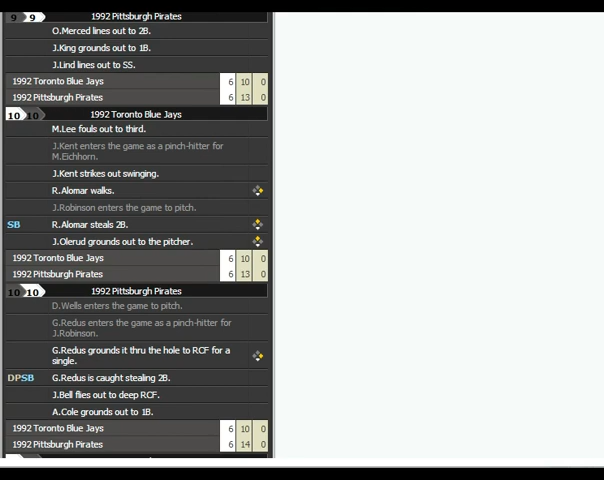 9 9 1992 Pittsburgh Pirates
O.Merced lines out to 2B.
J.King grounds out to 1B.
J.Lind lines out to SS.
1992 Toronto Blue Jays 6 10 0
1992 Pittsburgh Pirates 6 13 0
10 10 1992 Toronto Blue Jays
M.Lee fouls out to third.
J.Kent enters the game as a pinch-hitter for
M.Eichhorn.
J.Kent strikes out swinging.
R.Alomar walks.
J.Robinson enters the game to pitch.
SB R.Alomar steals 2B.
J.Olerud grounds out to the pitcher.
1992 Toronto Blue Jays 6 10 0
1992 Pittsburgh Pirates 6 13 0
10 10 1992 Pittsburgh Pirates
D.Wells enters the game to pitch.
G.Redus enters the game as a pinch-hitter for
J.Robinson.
G.Redus grounds it thru the hole to RCF for a
single.
DPSB G.Redus is caught stealing 2B.
J.Bell flies out to deep RCF.
A.Cole grounds out to 1B.
1992 Toronto Blue Jays 6 10 0
1992 Pittsburgh Pirates 6 14 0